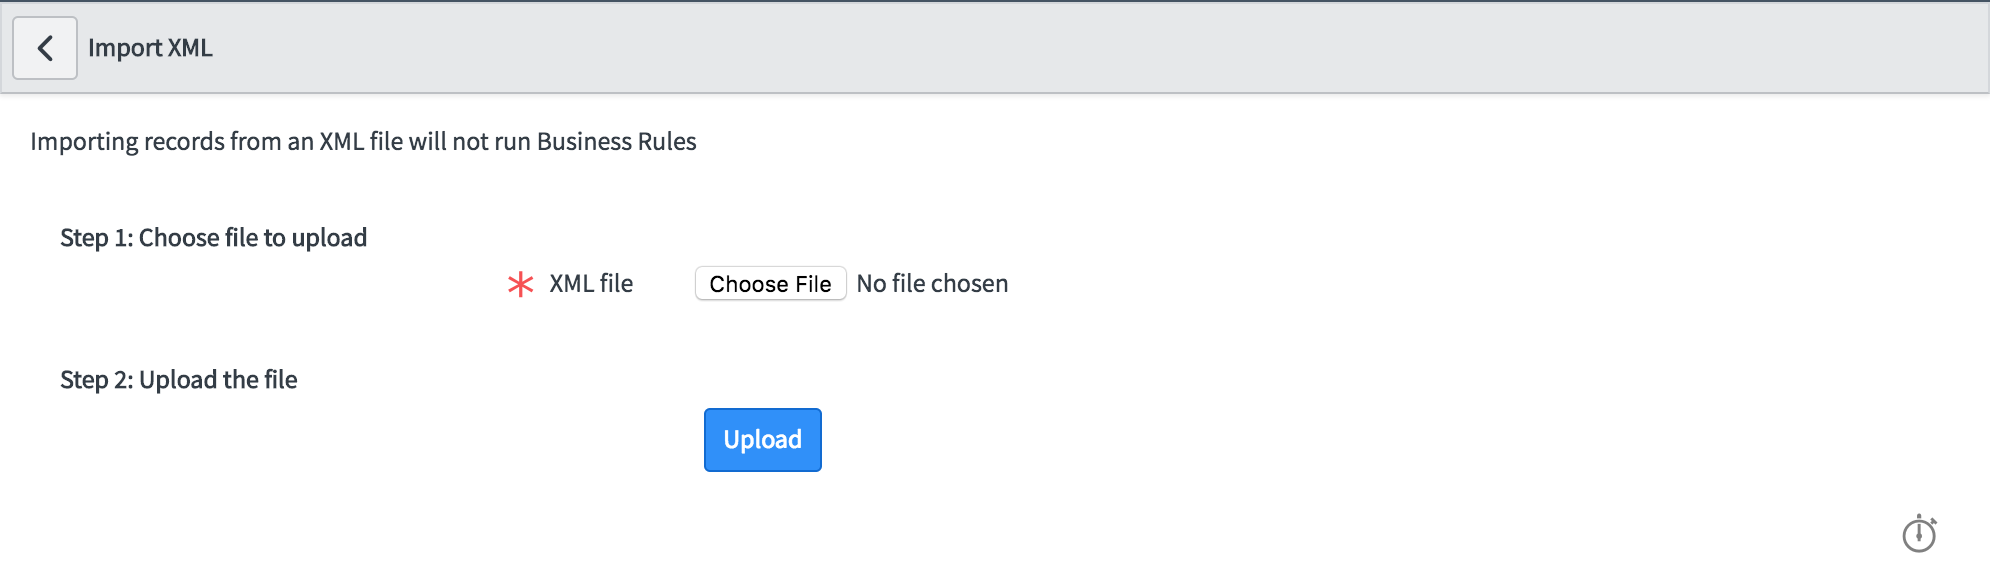 Import XML
Importing records from an XML file will not run Business Rules
Step 1: Choose file to upload
XML file Choose File No file chosen
Step 2: Upload the file
Upload